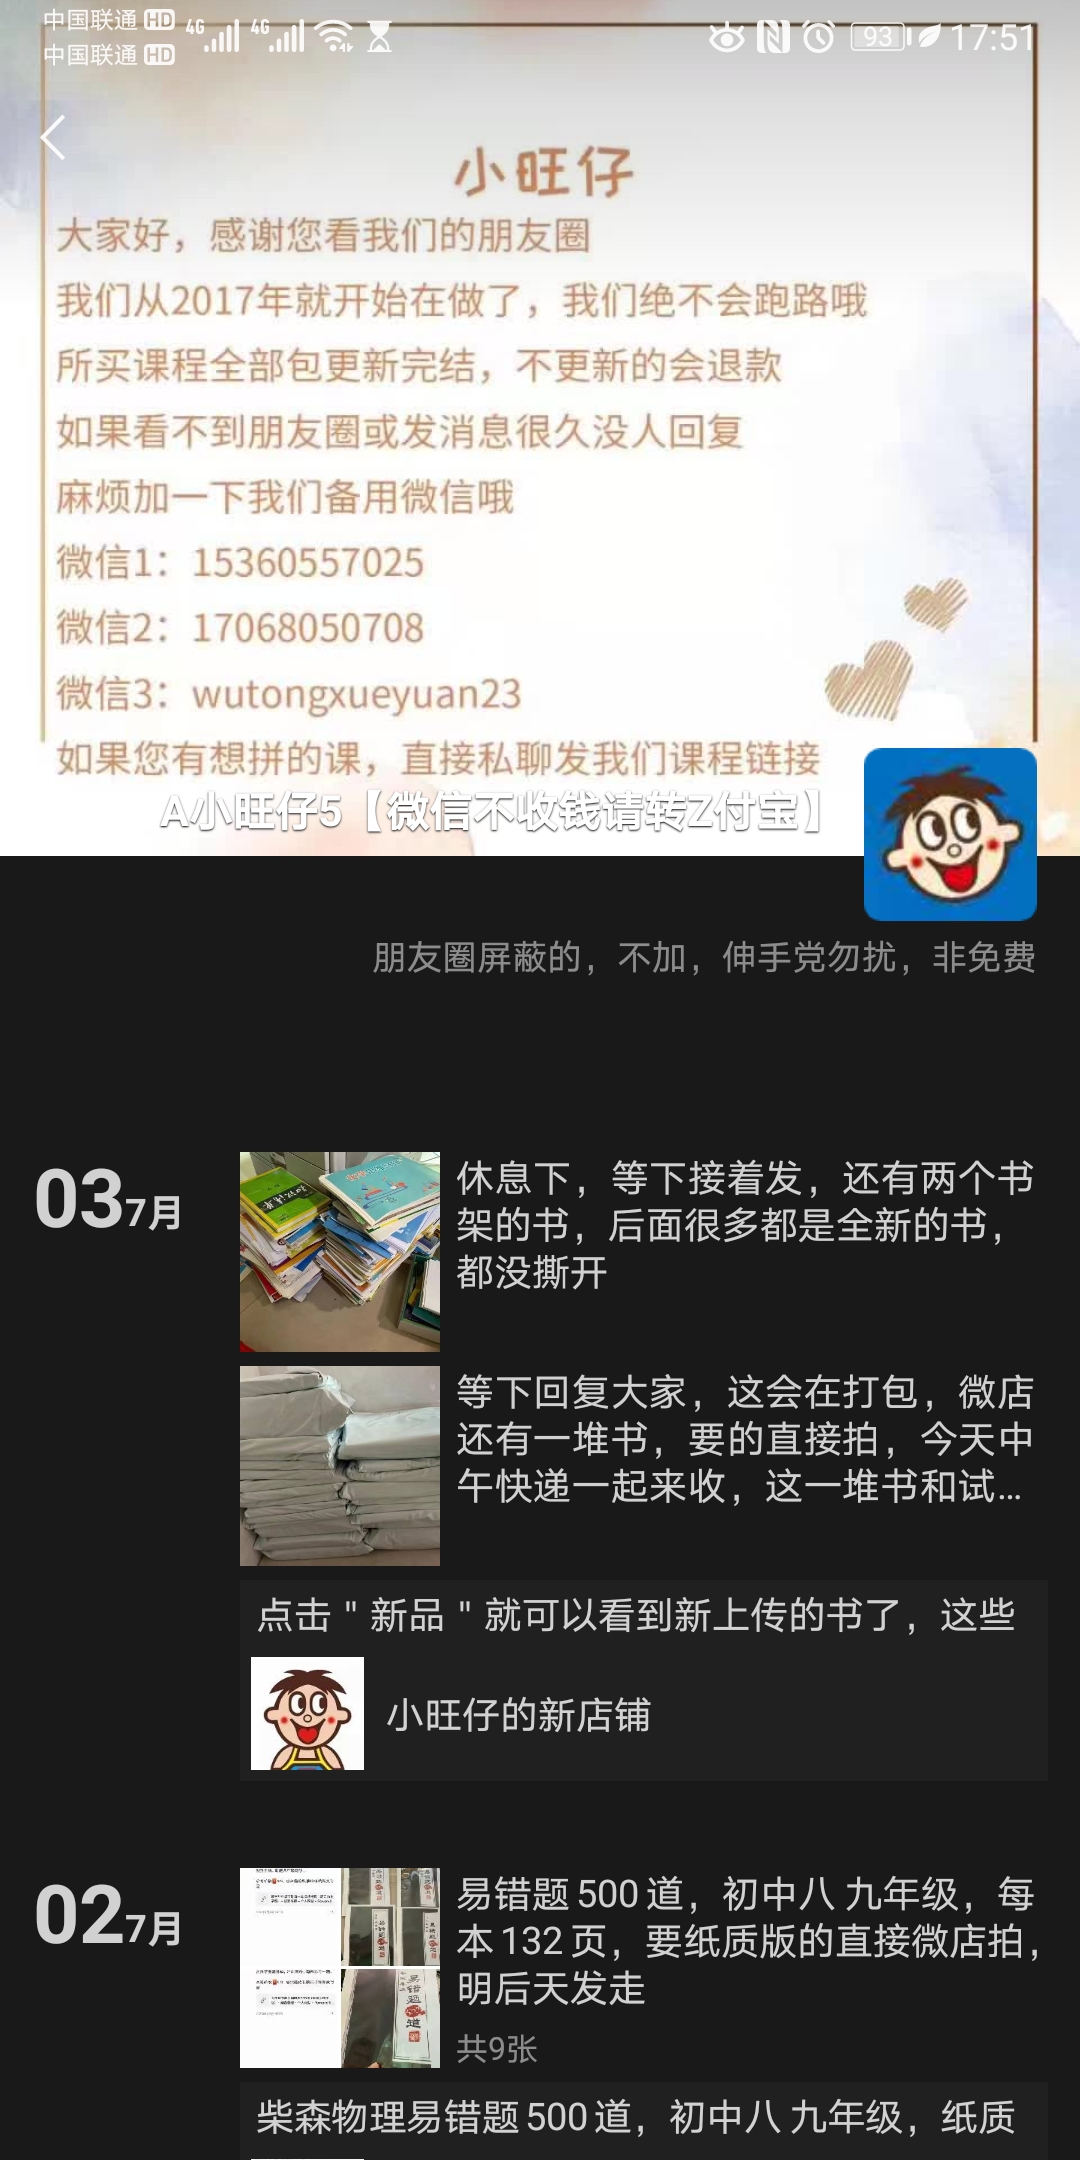 中国联通 HD 4G 4G 93 17:51
中国联通 HD
小旺仔
大家好，感谢您看我们的朋友圈
我们从2017年就开始在做了，我们绝不会跑路哦
所买课程全部包更新完结，不更新的会退款
如果看不到朋友圈或发消息很久没人回复
麻烦加一下我们备用微信哦
微信1：15360557025
微信2：17068050708
微信3：wutongxueyuan23
如果您有想拼的课，直接私聊发我们课程链接
A小旺仔5【微信不收钱请转Z付宝】
朋友圈屏蔽的，不加，伸手党勿扰，非免费
03 7月
休息下，等下接着发，还有两个书
架的书，后面很多都是全新的书，
都没撕开
等下回复大家，这会在打包，微店
还有一堆书，要的直接拍，今天中
午快递一起来收，这一堆书和试...
点击＂新品＂就可以看到新上传的书了，这些
小旺仔的新店铺
02 7月
易错题500道，初中八 九年级，每
本132页，要纸质版的直接微店拍，
明后天发走
共9张
柴森物理易错题500道，初中八 九年级，纸质